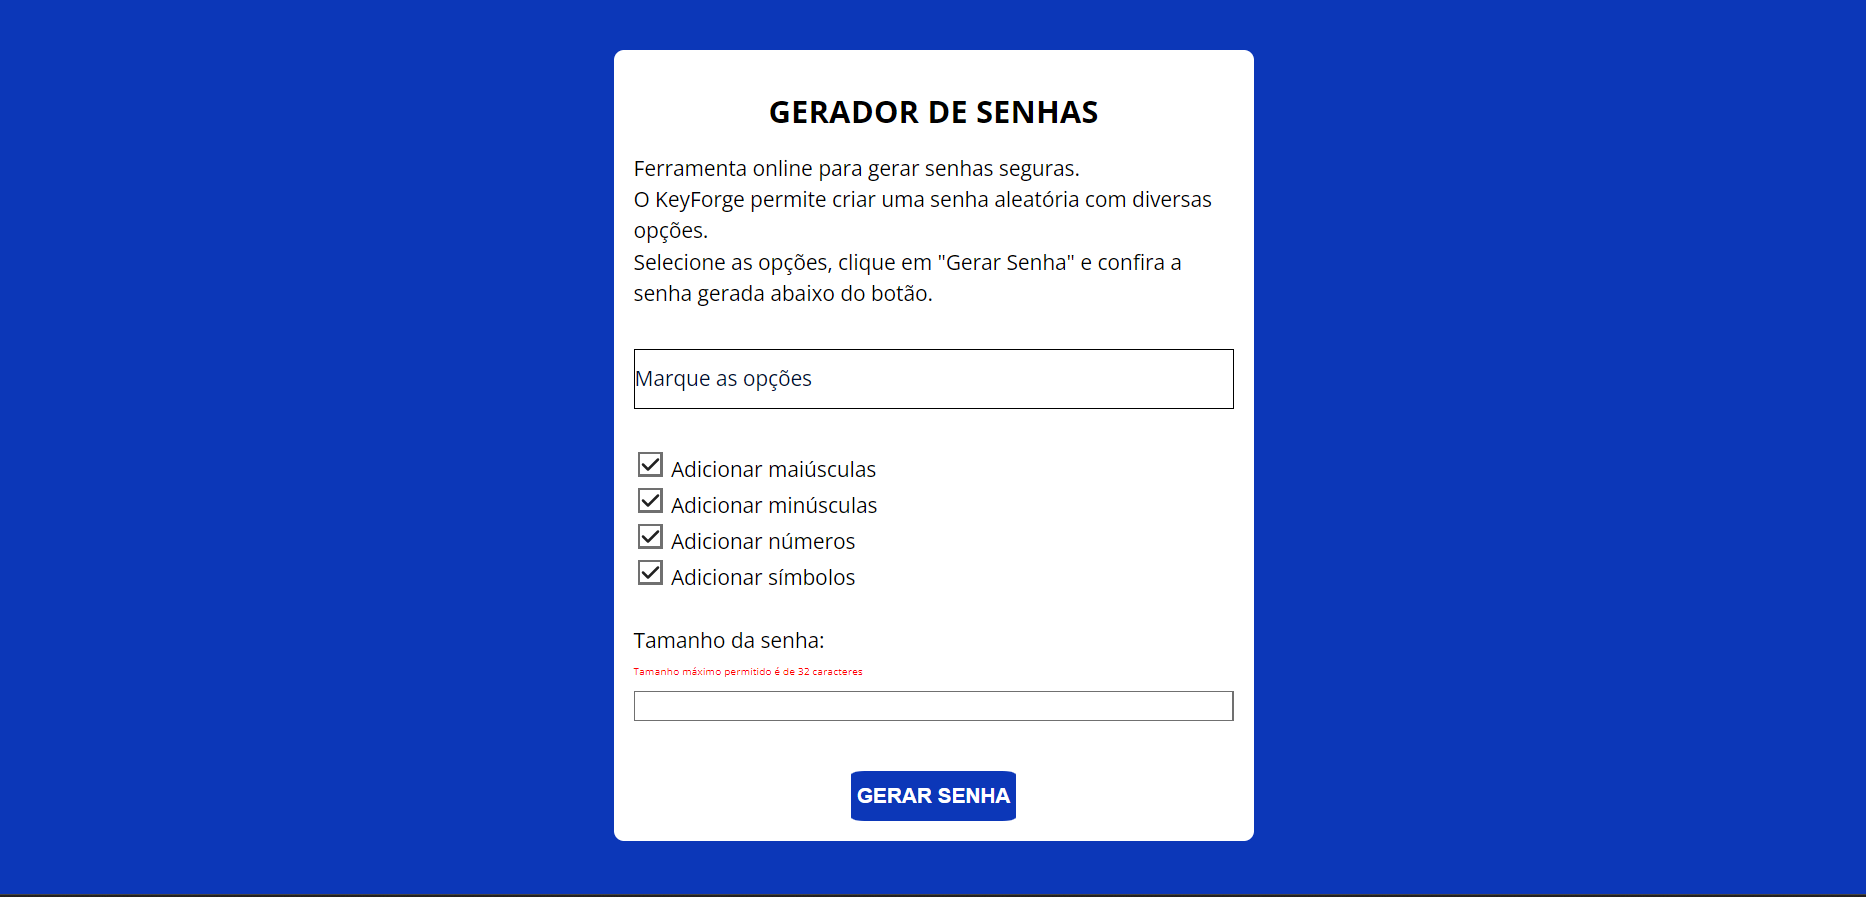 GERADOR DE SENHAS
Ferramenta online para gerar senhas seguras.
O KeyForge permite criar uma senha aleatória com diversas
opções.
Selecione as opções, clique em "Gerar Senha" e confira a
senha gerada abaixo do botão.
Marque as opções
Adicionar maiúsculas
Adicionar minúsculas
Adicionar números
Adicionar símbolos
Tamanho da senha:
Tamanho máximo permitido é de 32 caracteres
GERAR SENHA